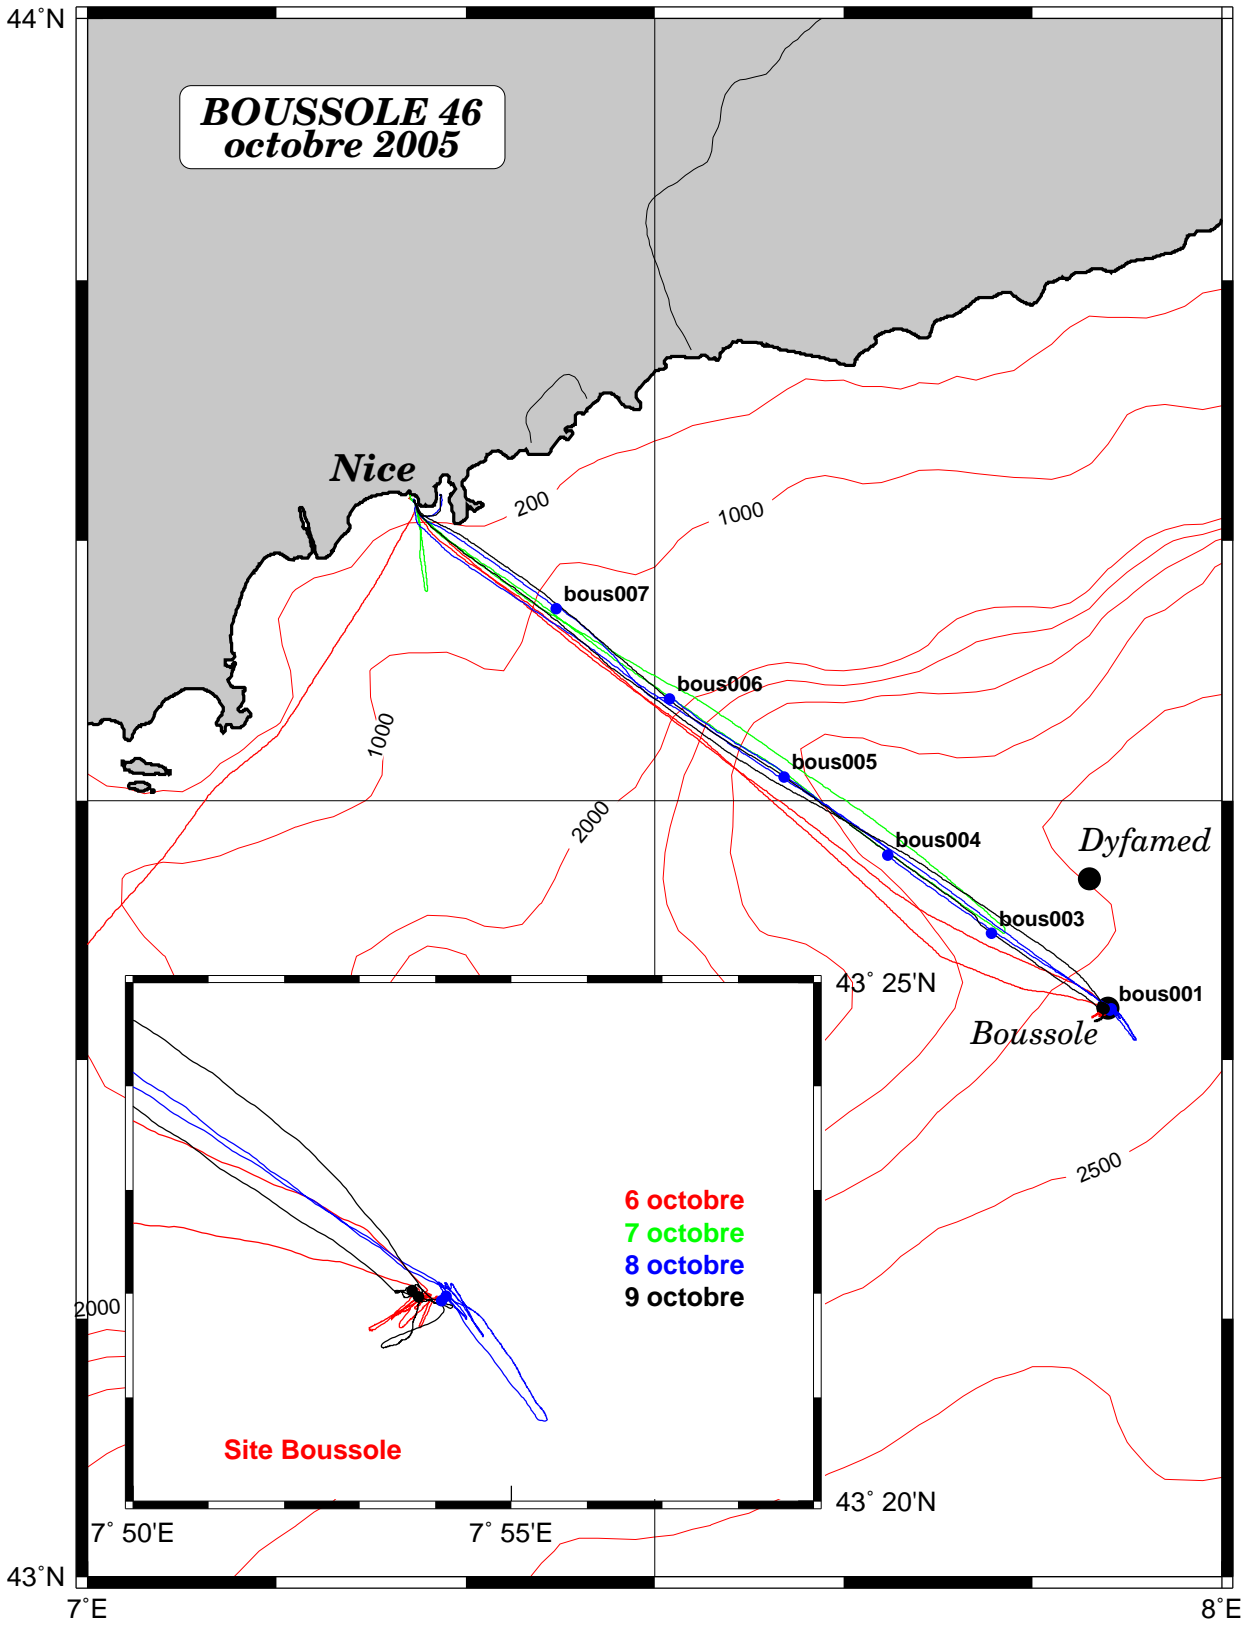 44°N
BOUSSOLE 46
octobre 2005
Nice
200
1000
bous007
bous006
1000
bous005
2000
bous004
Dyfamed
bous003
43° 25'N
bous001
Boussole
2500
6 octobre
7 octobre
8 octobre
9 octobre
2000
Site Boussole
43° 20'N
7° 50'E
7° 55'E
43°N
7°E
8°E